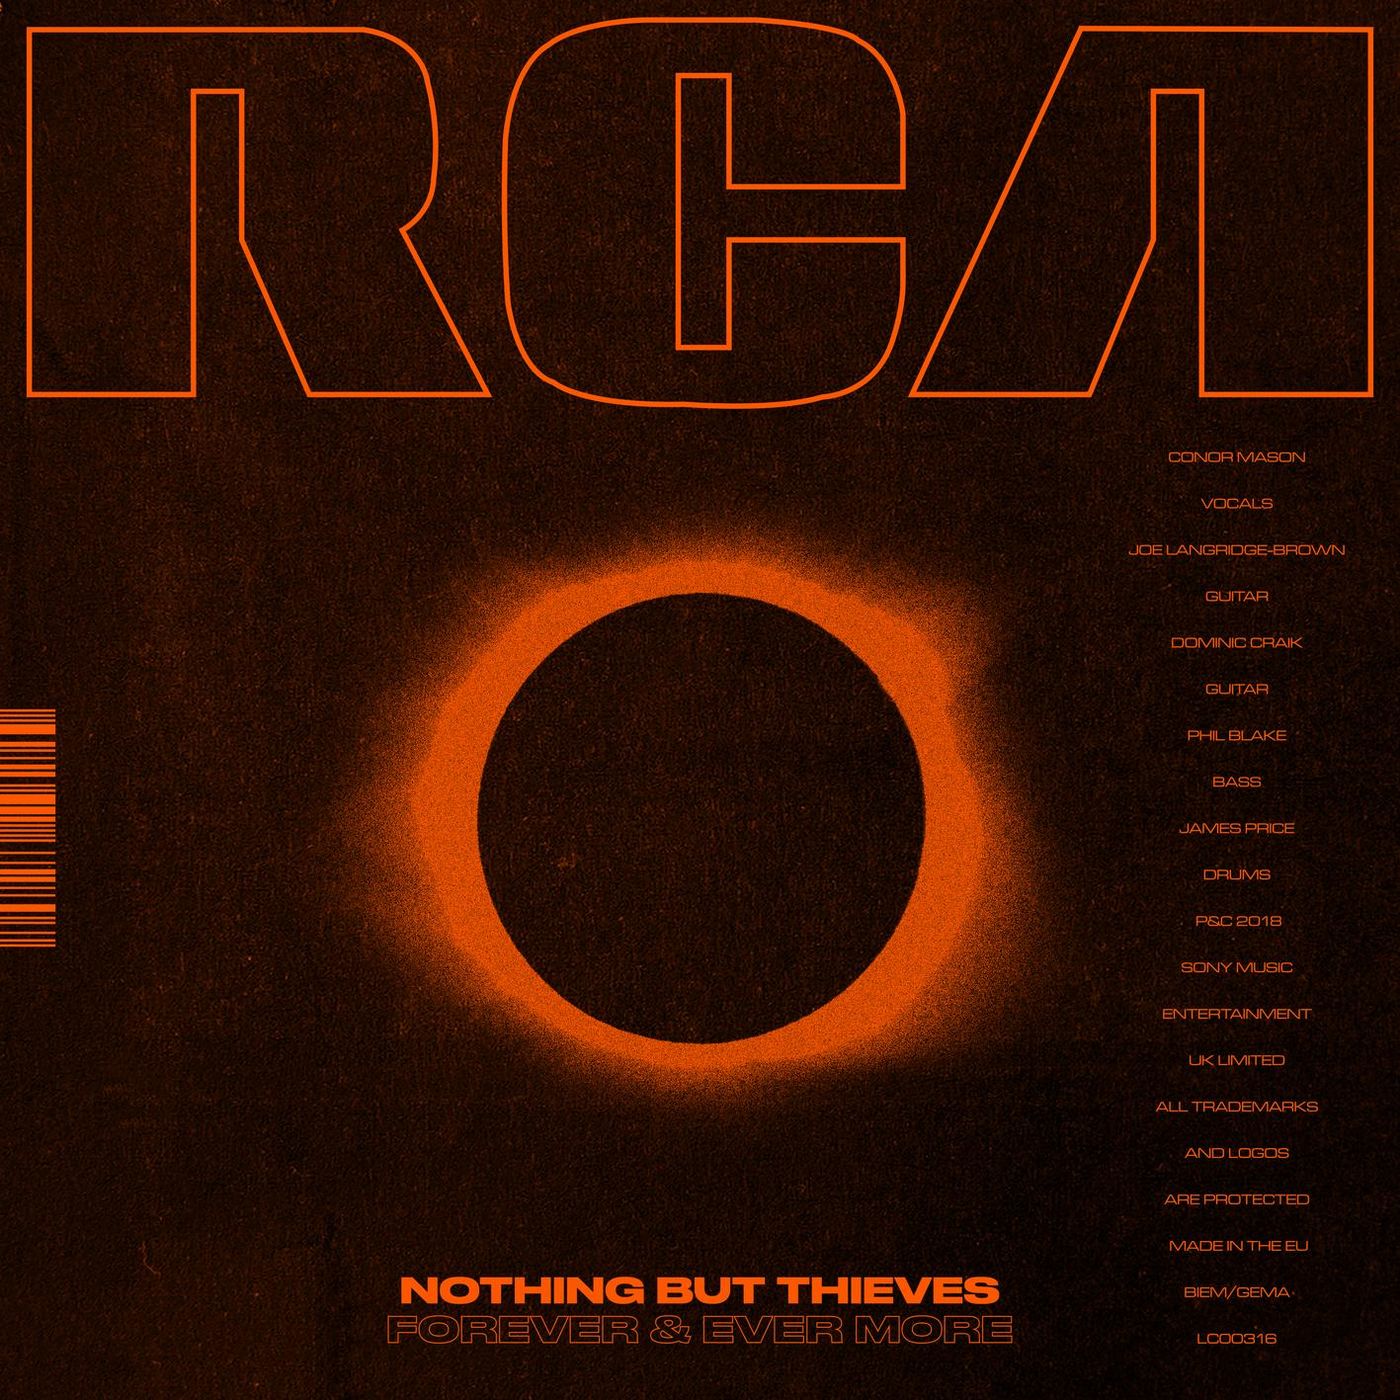 RCA
CONOR MASON
VOCALS
JOE LANGRIDGE-BROWN
GUITAR
DOMINIC CRAIK
GUITAR
PHIL BLAKE
BASS
JAMES PRICE
DRUMS
P&C 2018
SONY MUSIC
ENTERTAINMENT
UK LIMITED
ALL TRADEMARKS
AND LOGOS
ARE PROTECTED
MADE IN THE EU
BIEM/GEMA
LC00316
NOTHING BUT THIEVES
FOREVER & EVER MORE